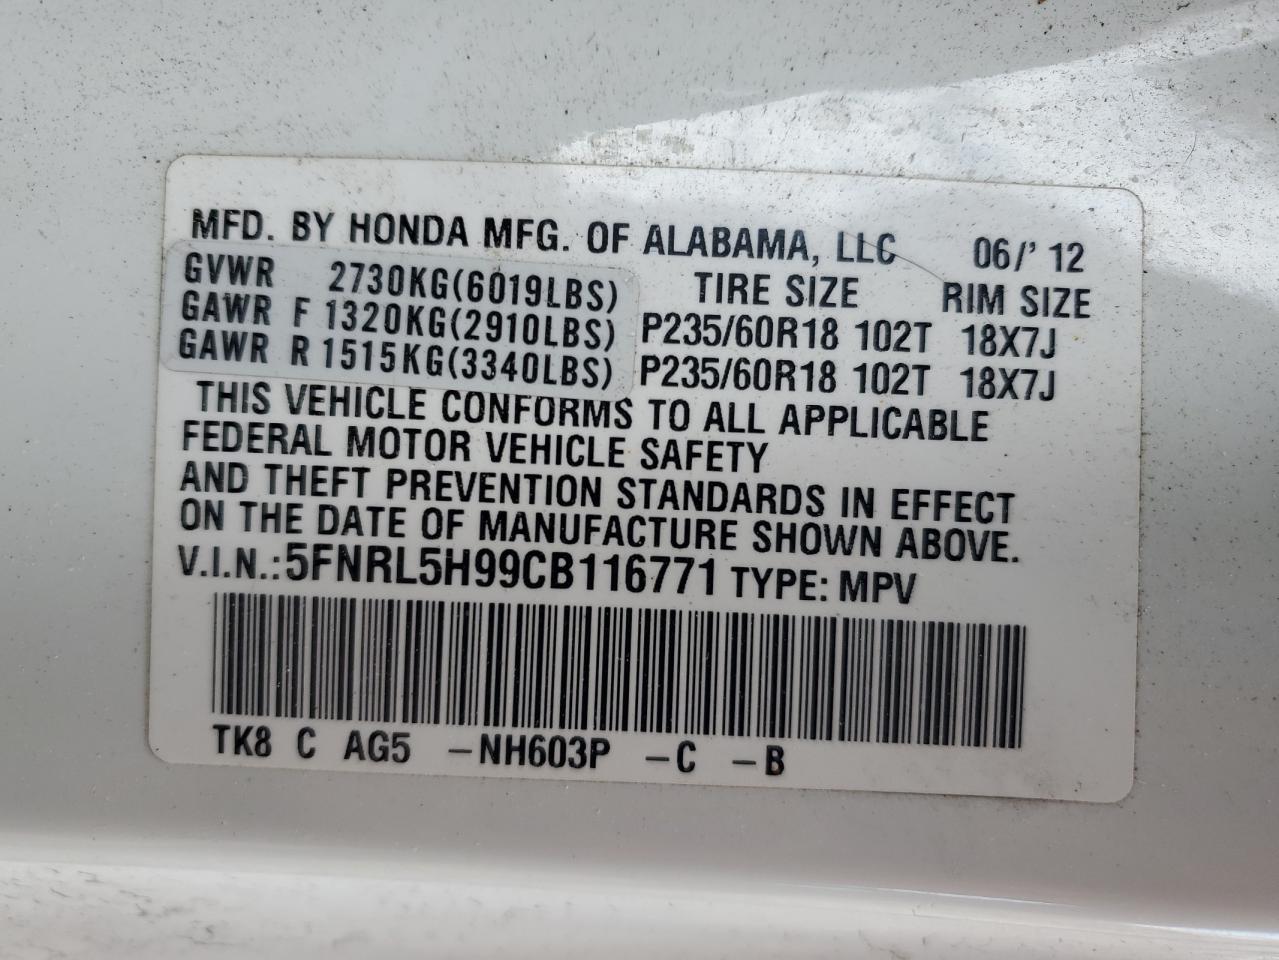 MFD. BY HONDA MFG. OF ALABAMA, LLC 06/' 12
GVWR 2730KG(6019LBS) TIRE SIZE RIM SIZE
GAWR F 1320KG(2910LBS) P235/60R18 102T 18X7J
GAWR R 1515KG(3340LBS) P235/60R18 102T 18X7J
THIS VEHICLE CONFORMS TO ALL APPLICABLE
FEDERAL MOTOR VEHICLE SAFETY
AND THEFT PREVENTION STANDARDS IN EFFECT
ON THE DATE OF MANUFACTURE SHOWN ABOVE.
V.I.N.: 5FNRL5H99CB116771 TYPE: MPV
TK8 C AG5 -NH603P -C -B